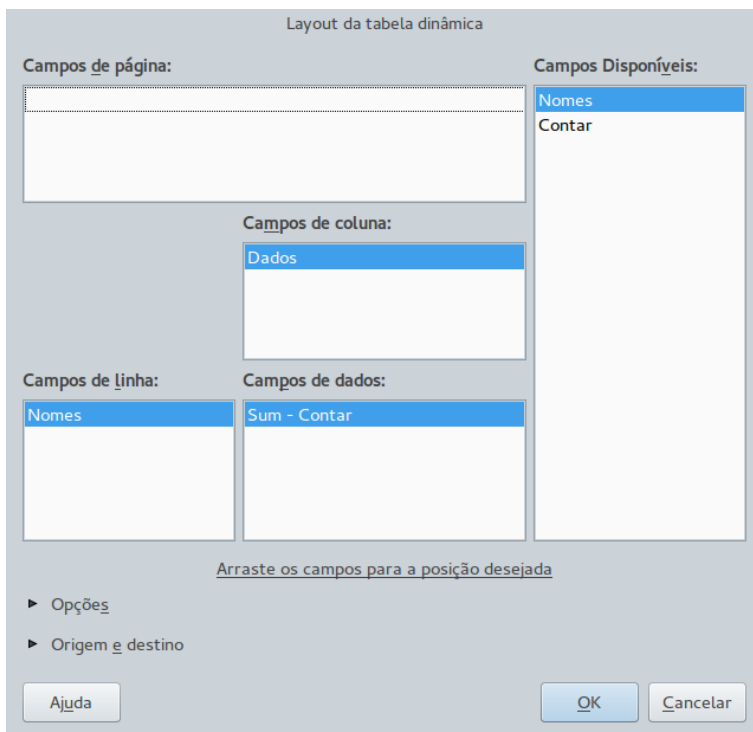 Layout da tabela dinâmica
Campos de página:
Campos Disponíveis:
Nomes
Contar
Campos de coluna:
Dados
Campos de linha:
Campos de dados:
Nomes
Sum - Contar
Arraste os campos para a posição desejada
Opções
Origem e destino
Ajuda
OK
Cancelar